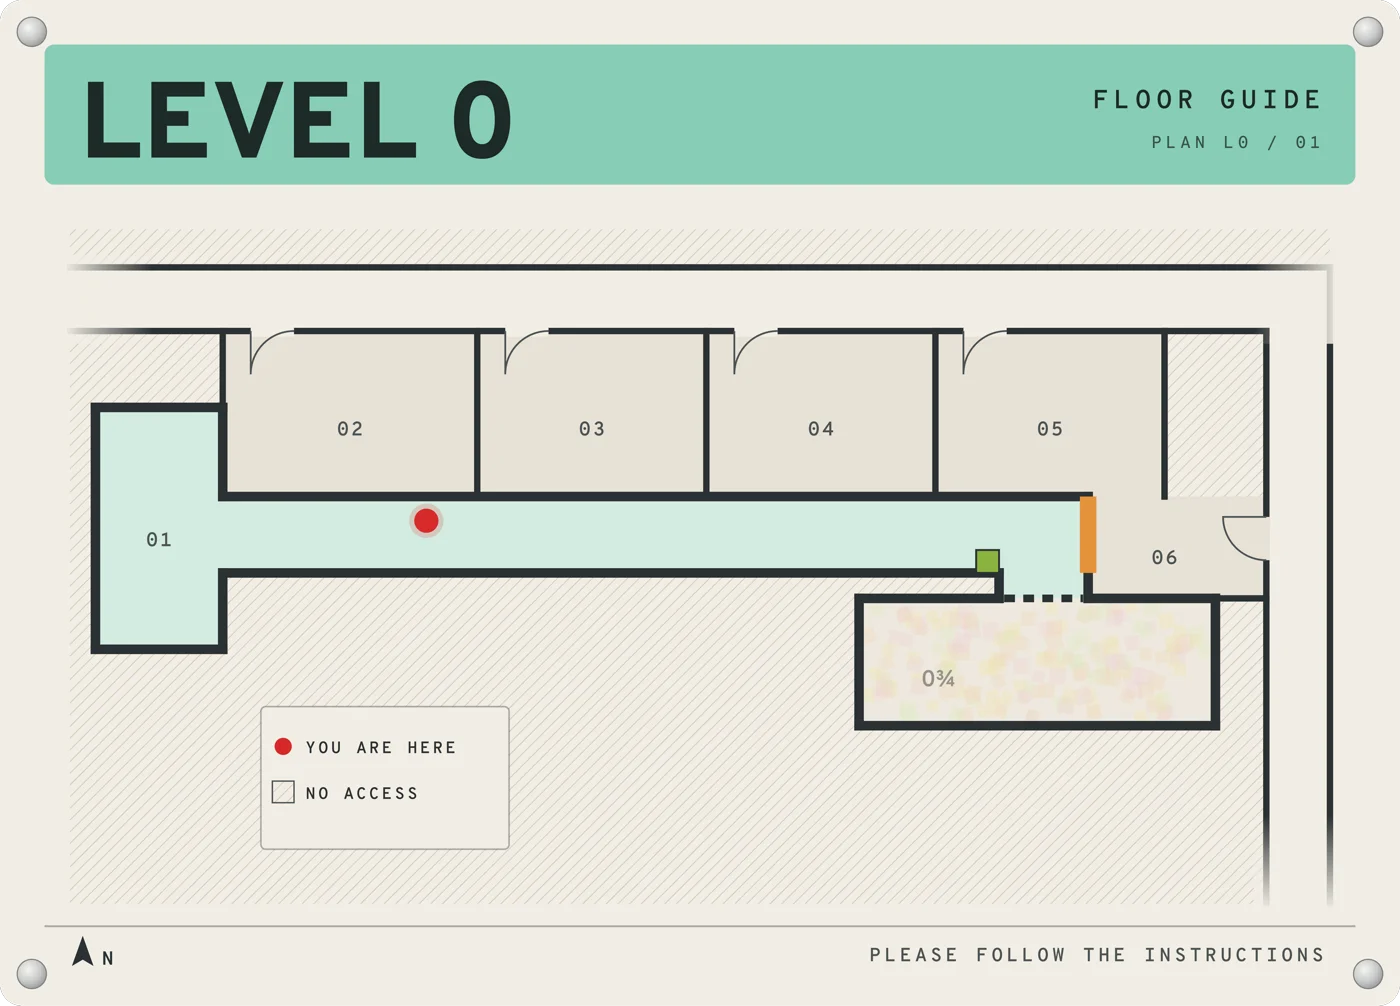 LEVEL 0
FLOOR GUIDE
PLAN L0 / 01
02
03
04
05
01
06
0¾
YOU ARE HERE
NO ACCESS
N
PLEASE FOLLOW THE INSTRUCTIONS